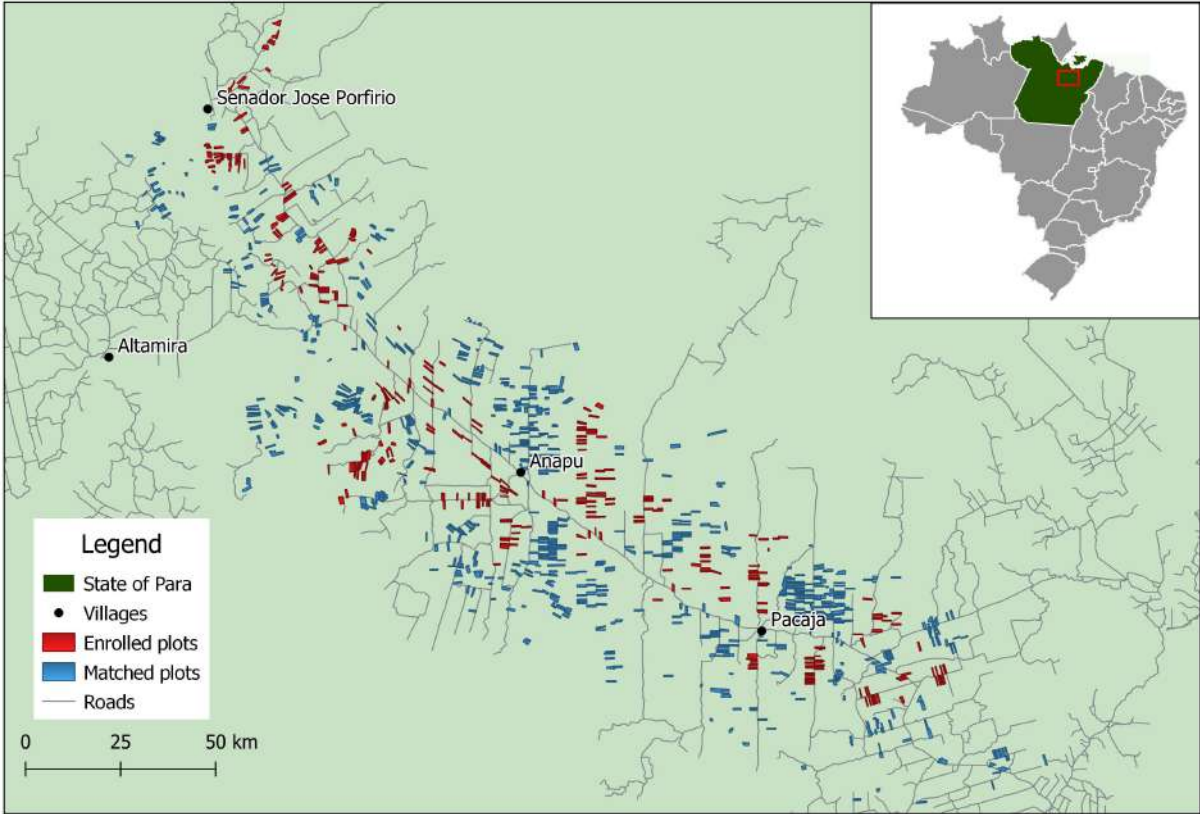 Senador Jose Porfirio
Altamira
Anapu
Pacaja
Legend
State of Para
Villages
Enrolled plots
Matched plots
Roads
0 25 50 km